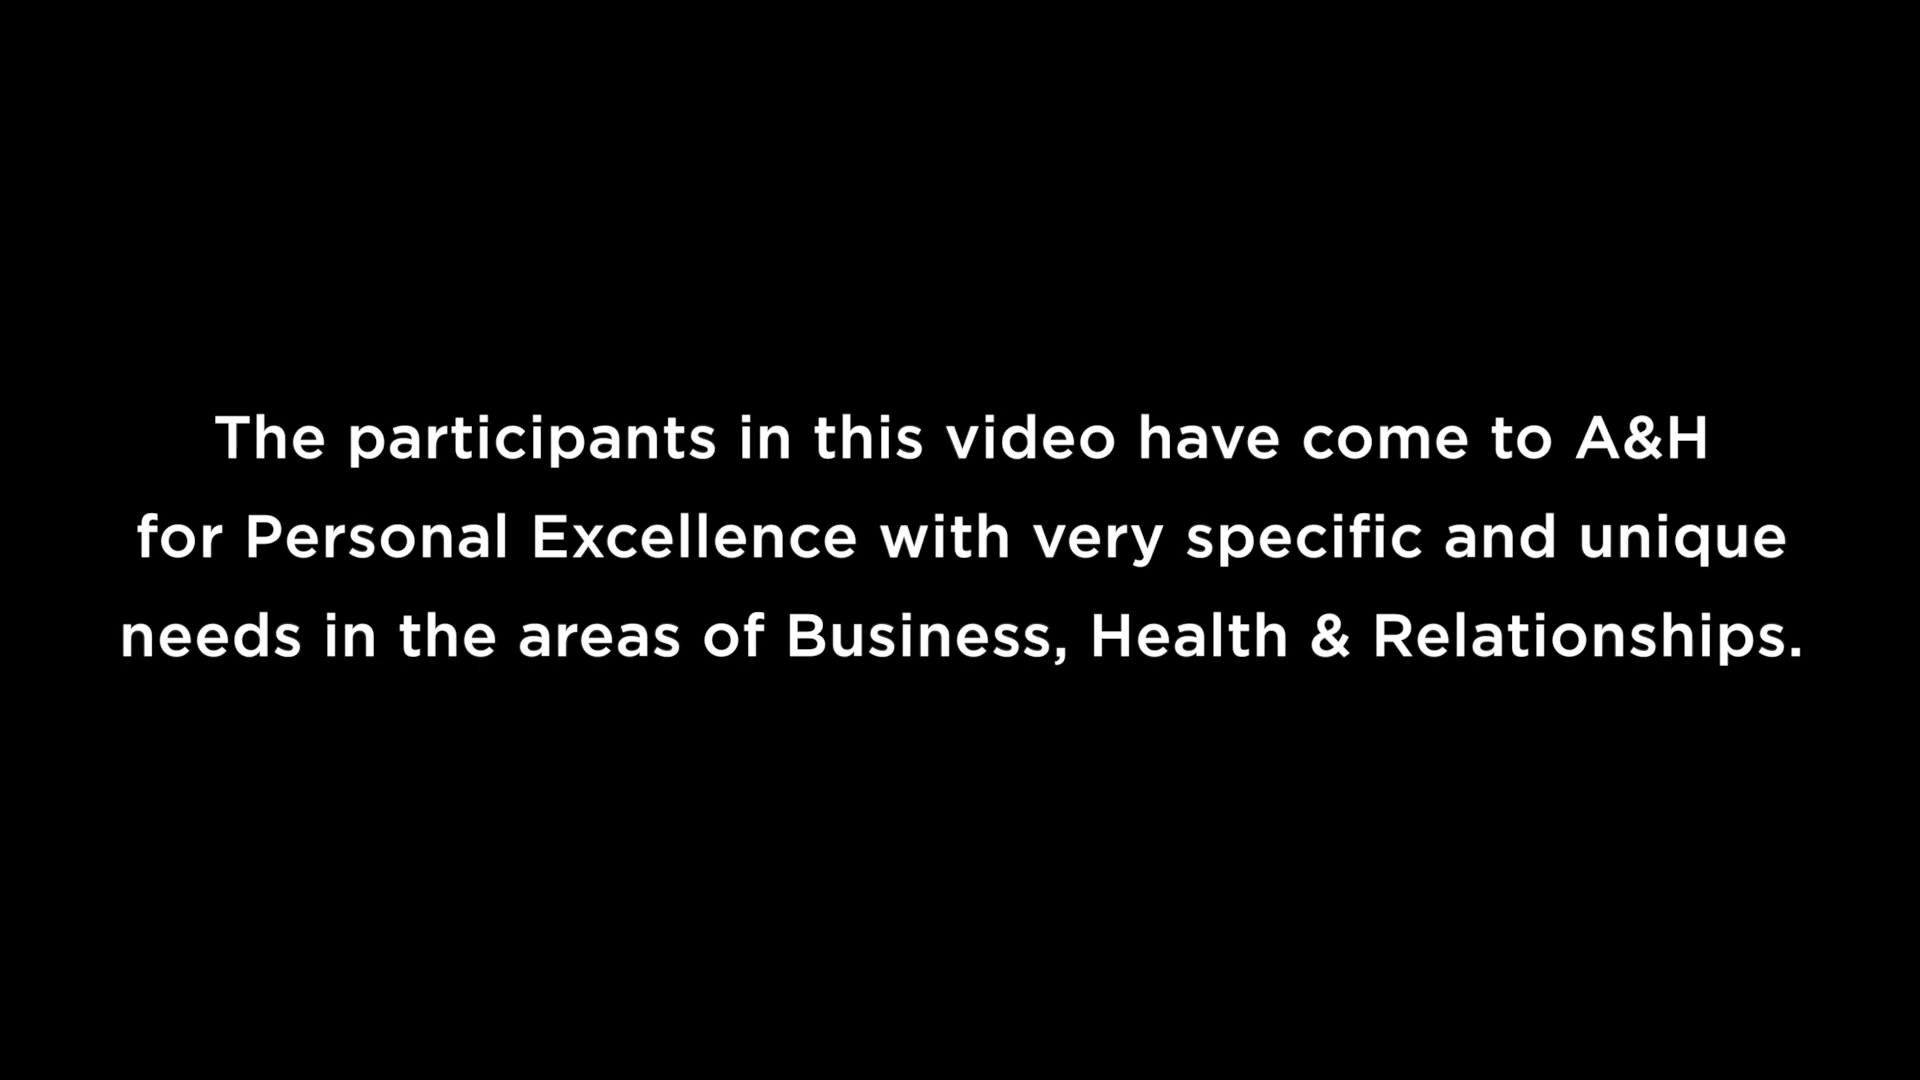 The participants in this video have come to A&H
for Personal Excellence with very specific and unique
needs in the areas of Business, Health & Relationships.